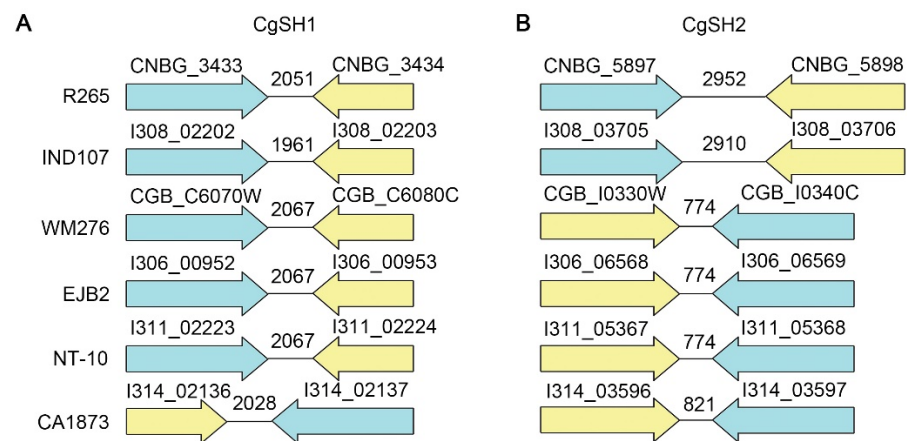 A CgSH1 B CgSH2
CNBG_3433 2051 CNBG_3434 CNBG_5897 2952 CNBG_5898
R265
I308_02202 1961 I308_02203 I308_03705 2910 I308_03706
IND107
CGB_C6070W 2067 CGB_C6080C CGB_I0330W 774 CGB_I0340C
WM276
I306_00952 2067 I306_00953 I306_06568 774 I306_06569
EJB2
I311_02223 2067 I311_02224 I311_05367 774 I311_05368
NT-10
I314_02136 2028 I314_02137 I314_03596 821 I314_03597
CA1873